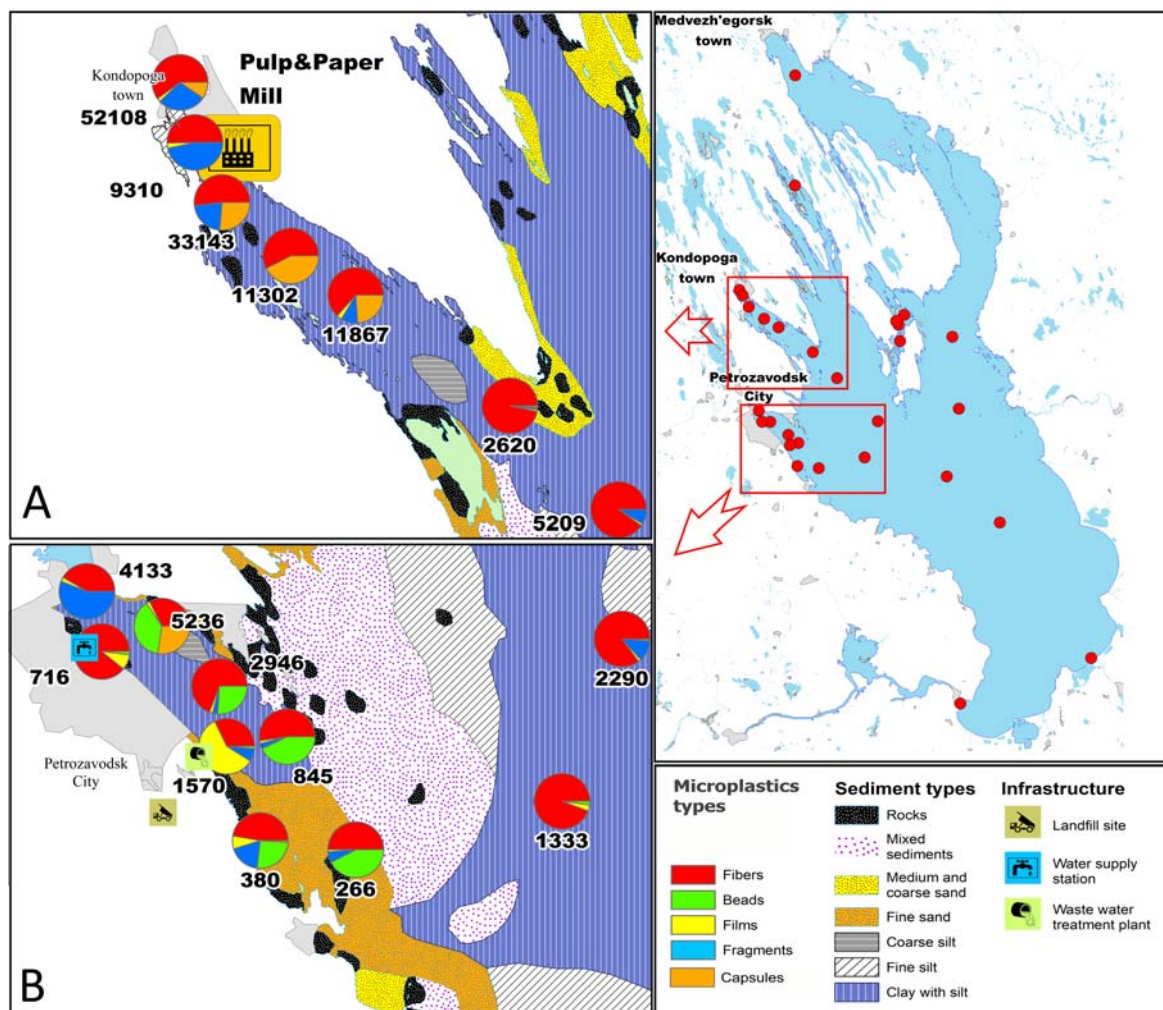 A
Kondopoga
town
Pulp&Paper
Mill
52108
9310
33143
11302
11867
2620
5209
B
4133
5236
716
2946
2290
Petrozavodsk
City
1570
845
1333
380
266
Medvezh'egorsk
town
Kondopoga
town
Petrozavodsk
City
Microplastics
types
Fibers
Beads
Films
Fragments
Capsules
Sediment types
Rocks
Mixed
sediments
Medium and
coarse sand
Fine sand
Coarse silt
Fine silt
Clay with silt
Infrastructure
Landfill site
Water supply
station
Waste water
treatment plant